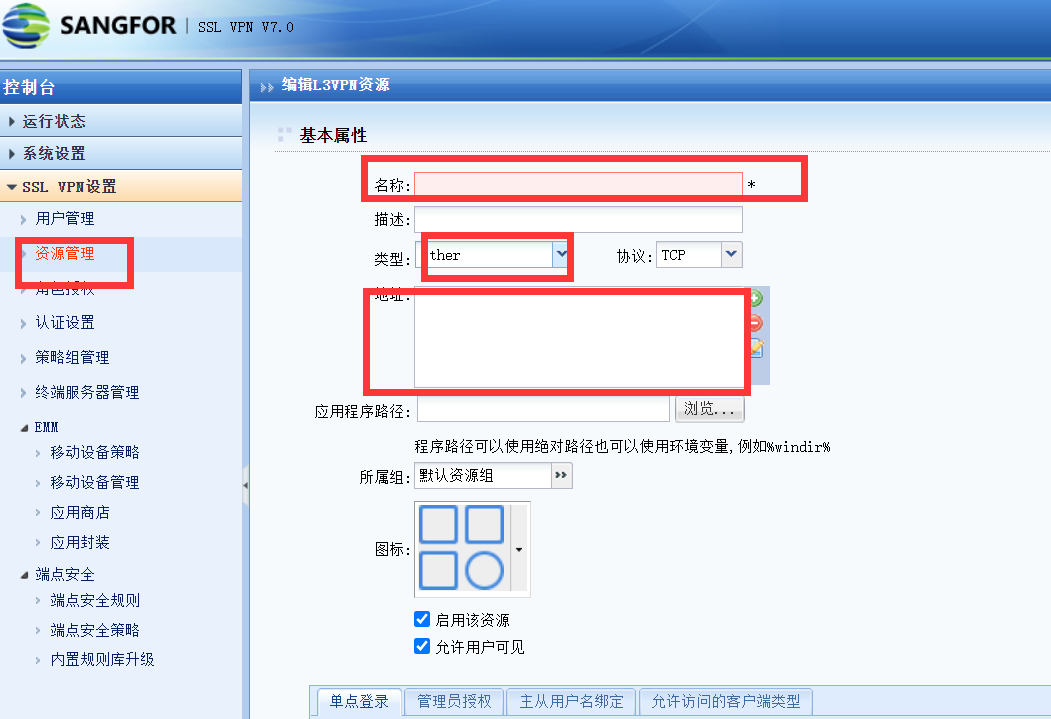 SANGFOR | SSL VPN V7.0
控制台
运行状态
系统设置
SSL VPN设置
用户管理
资源管理
角色授权
认证设置
策略组管理
终端服务器管理
EMM
移动设备策略
移动设备管理
应用商店
应用封装
端点安全
端点安全规则
端点安全策略
内置规则库升级
编辑L3VPN资源
基本属性
名称: *
描述:
类型: ther 协议: TCP
地址:
应用程序路径: 浏览...
程序路径可以使用绝对路径也可以使用环境变量,例如%windir%
所属组: 默认资源组
图标:
启用该资源
允许用户可见
单点登录 管理员授权 主从用户名绑定 允许访问的客户端类型